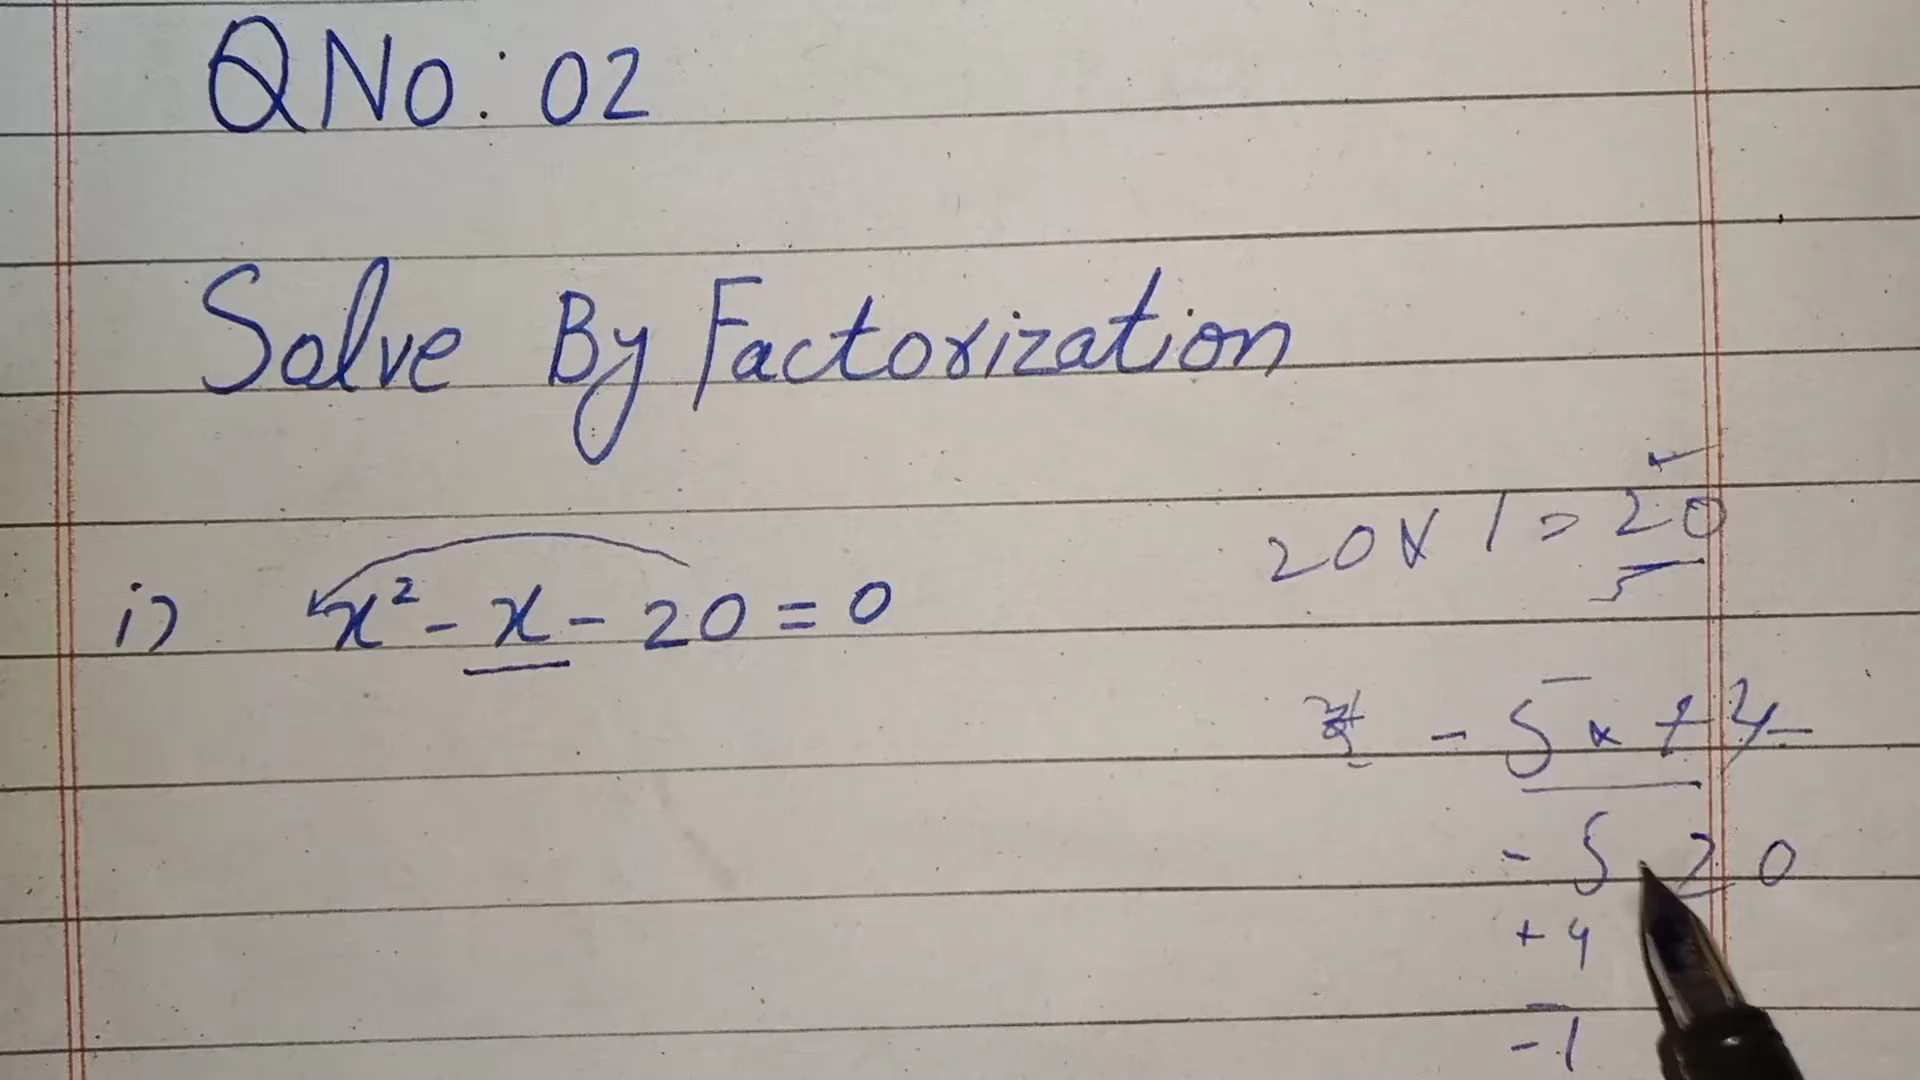 QNo: 02
Solve By Factorization
20 x 1 = 20
i) x² - x - 20 = 0
- 5 x + 4
- 5 20
+ 4
- 1